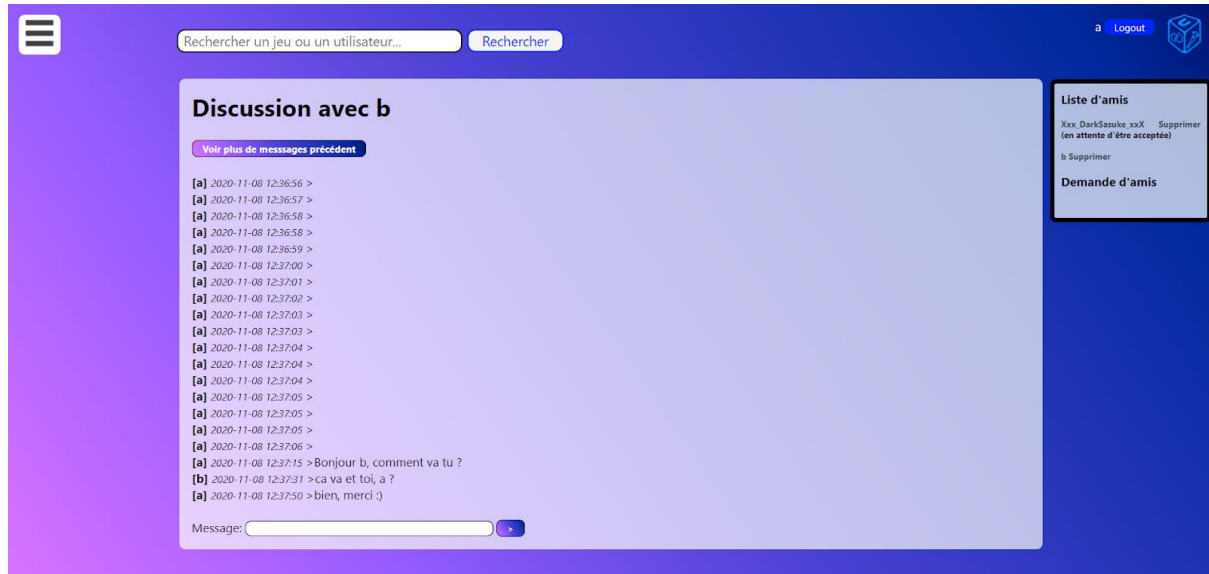 Rechercher un jeu ou un utilisateur... Rechercher
a Logout
Discussion avec b
Voir plus de messsages précédent
[a] 2020-11-08 12:36:56 >
[a] 2020-11-08 12:36:57 >
[a] 2020-11-08 12:36:58 >
[a] 2020-11-08 12:36:58 >
[a] 2020-11-08 12:36:59 >
[a] 2020-11-08 12:37:00 >
[a] 2020-11-08 12:37:01 >
[a] 2020-11-08 12:37:02 >
[a] 2020-11-08 12:37:03 >
[a] 2020-11-08 12:37:03 >
[a] 2020-11-08 12:37:04 >
[a] 2020-11-08 12:37:04 >
[a] 2020-11-08 12:37:04 >
[a] 2020-11-08 12:37:05 >
[a] 2020-11-08 12:37:05 >
[a] 2020-11-08 12:37:05 >
[a] 2020-11-08 12:37:06 >
[a] 2020-11-08 12:37:15 >Bonjour b, comment va tu ?
[b] 2020-11-08 12:37:31 >ca va et toi, a ?
[a] 2020-11-08 12:37:50 >bien, merci :)
Message: >
Liste d'amis
Xxx_DarkSasuke_xxX Supprimer
(en attente d'être acceptée)
b Supprimer
Demande d'amis